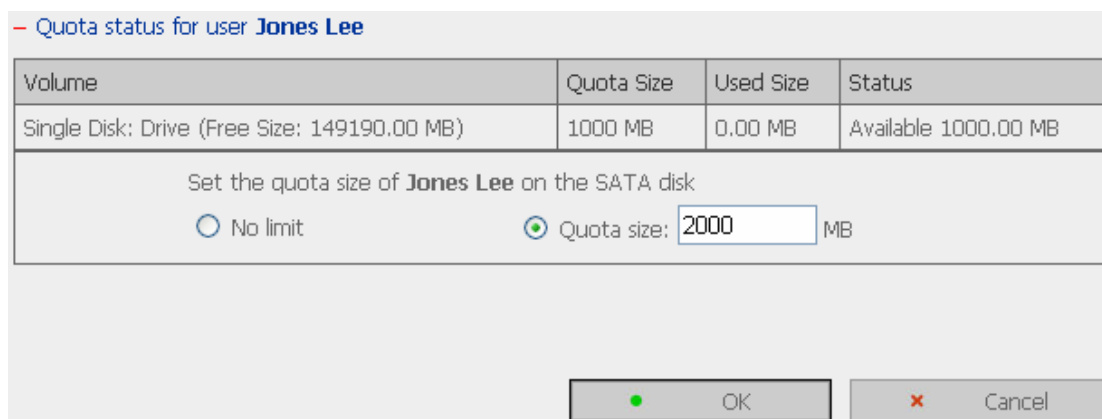 – Quota status for user Jones Lee
Volume Quota Size Used Size Status
Single Disk: Drive (Free Size: 149190.00 MB) 1000 MB 0.00 MB Available 1000.00 MB
Set the quota size of Jones Lee on the SATA disk
No limit Quota size: 2000 MB
OK Cancel